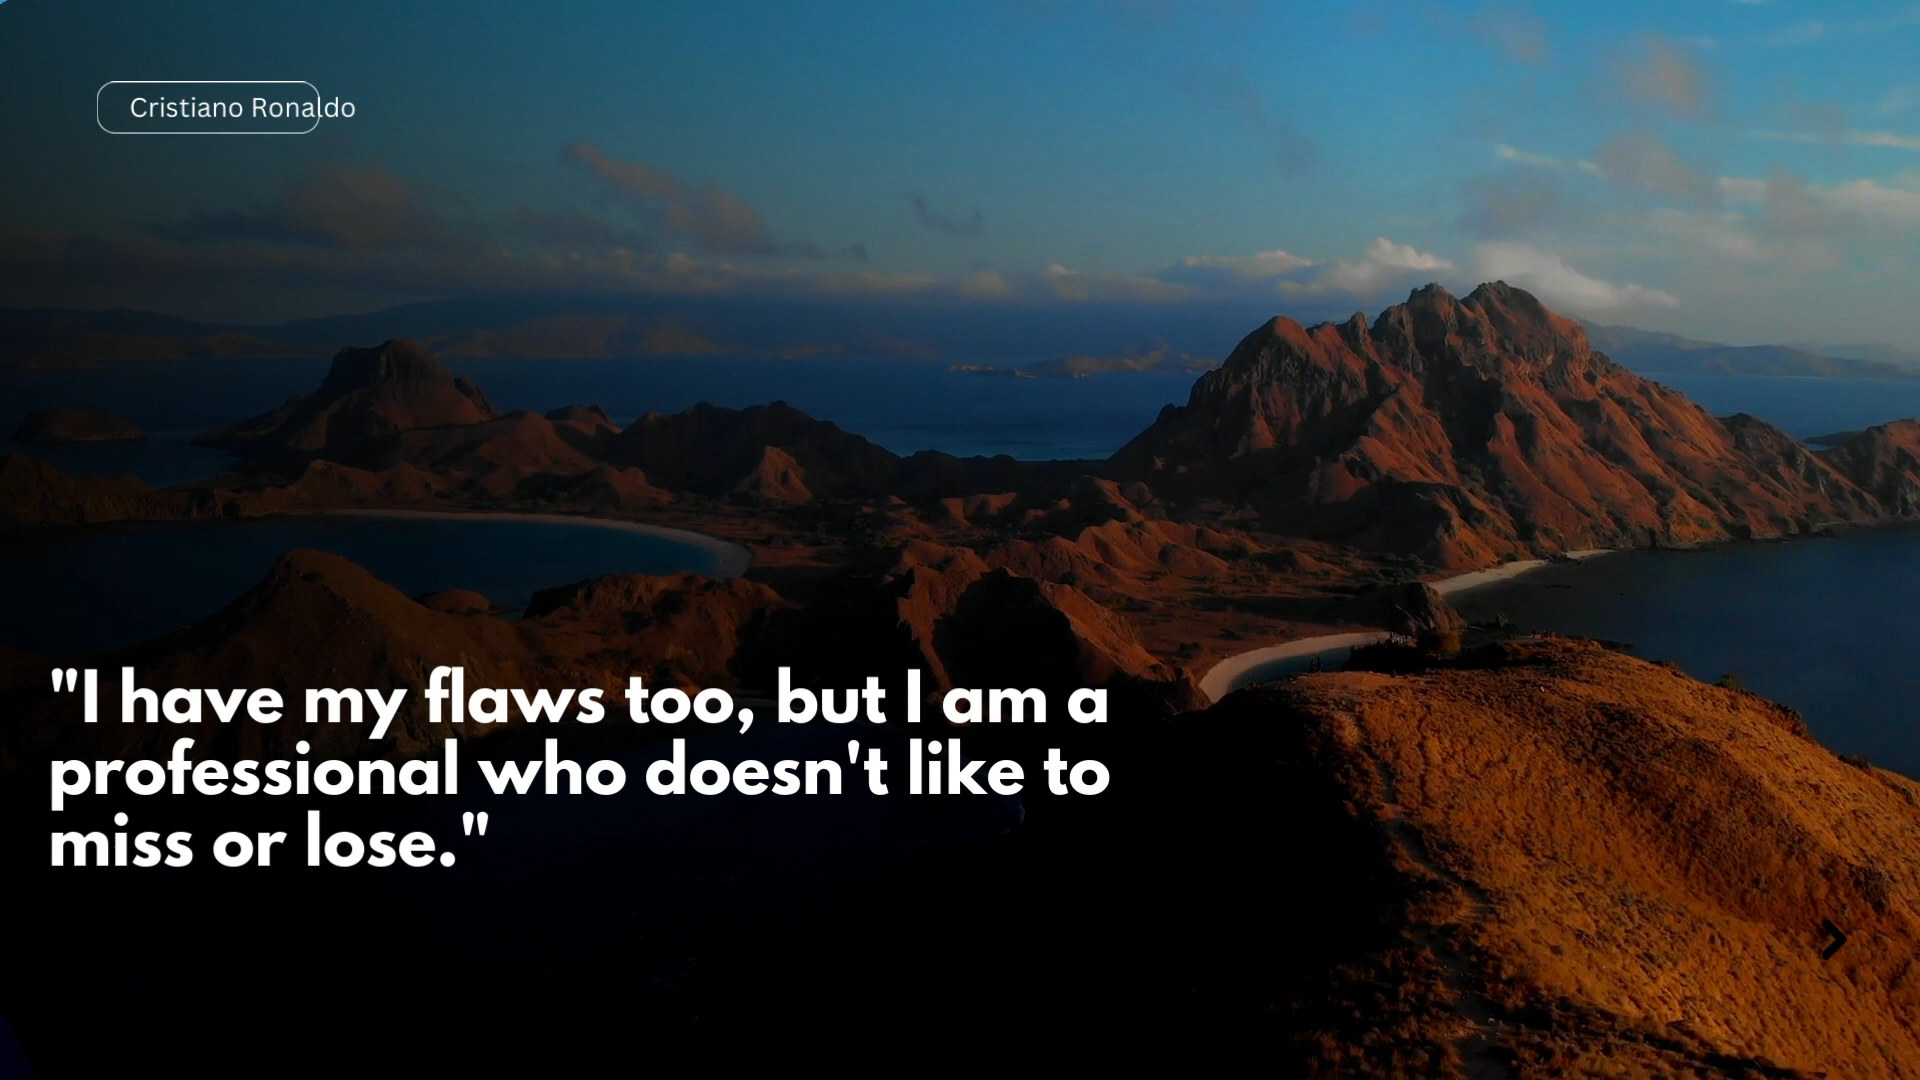 Cristiano Ronaldo
"I have my flaws too, but I am a
professional who doesn't like to
miss or lose."